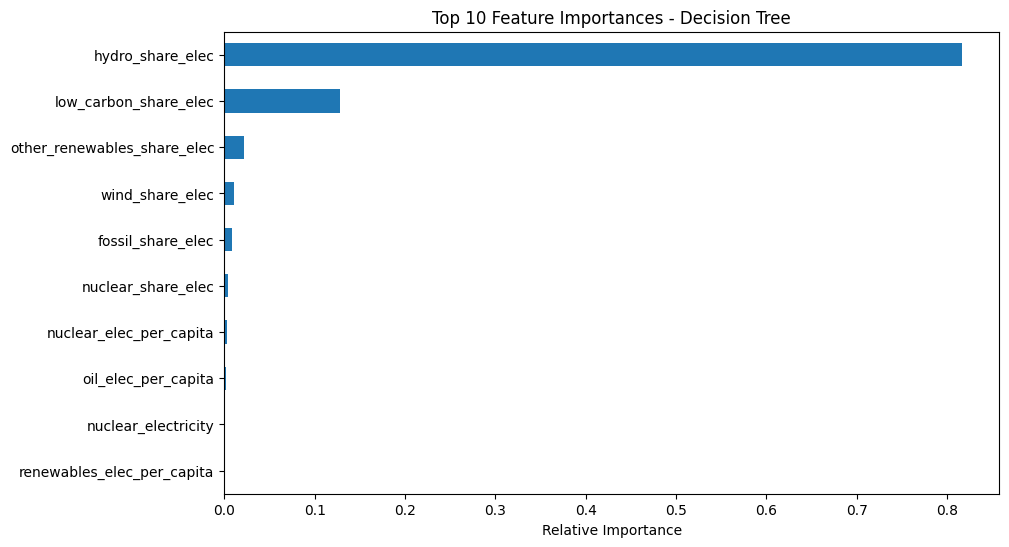 Top 10 Feature Importances - Decision Tree
hydro_share_elec
low_carbon_share_elec
other_renewables_share_elec
wind_share_elec
fossil_share_elec
nuclear_share_elec
nuclear_elec_per_capita
oil_elec_per_capita
nuclear_electricity
renewables_elec_per_capita
0.0 0.1 0.2 0.3 0.4 0.5 0.6 0.7 0.8
Relative Importance